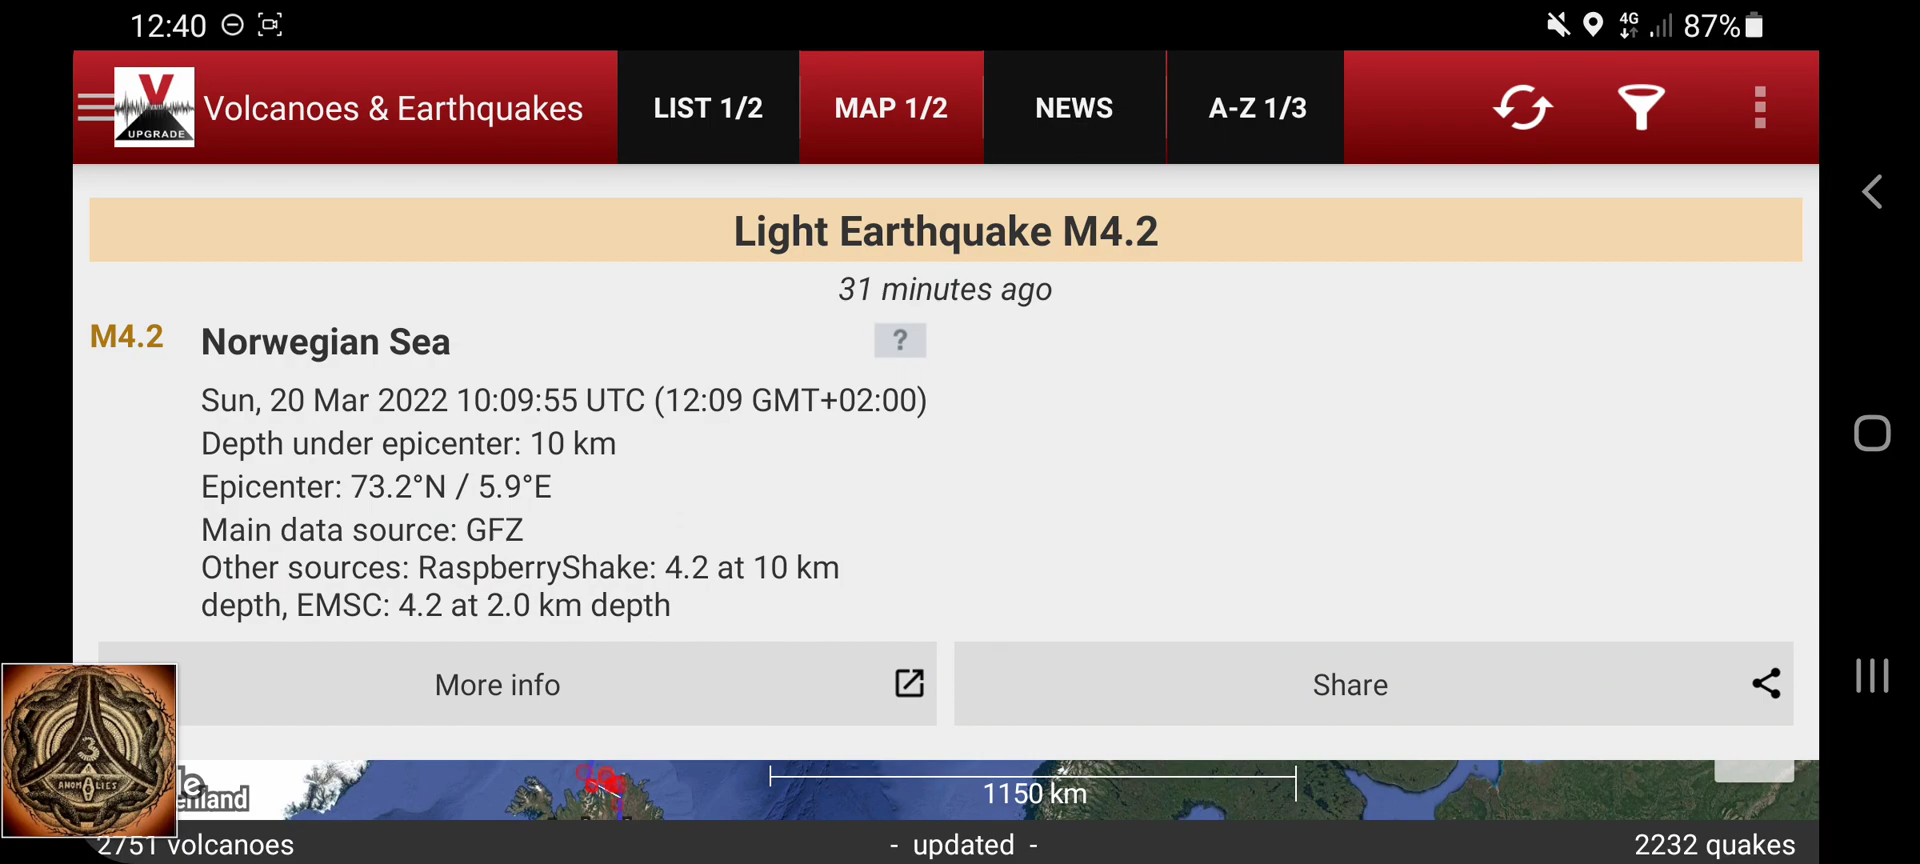 12:40
4G
87%
V
UPGRADE
Volcanoes & Earthquakes
LIST 1/2
MAP 1/2
NEWS
A-Z 1/3
Light Earthquake M4.2
31 minutes ago
M4.2
Norwegian Sea
?
Sun, 20 Mar 2022 10:09:55 UTC (12:09 GMT+02:00)
Depth under epicenter: 10 km
Epicenter: 73.2°N / 5.9°E
Main data source: GFZ
Other sources: RaspberryShake: 4.2 at 10 km
depth, EMSC: 4.2 at 2.0 km depth
More info
Share
3
ANOMALIES
1150 km
2751 volcanoes
- updated -
2232 quakes